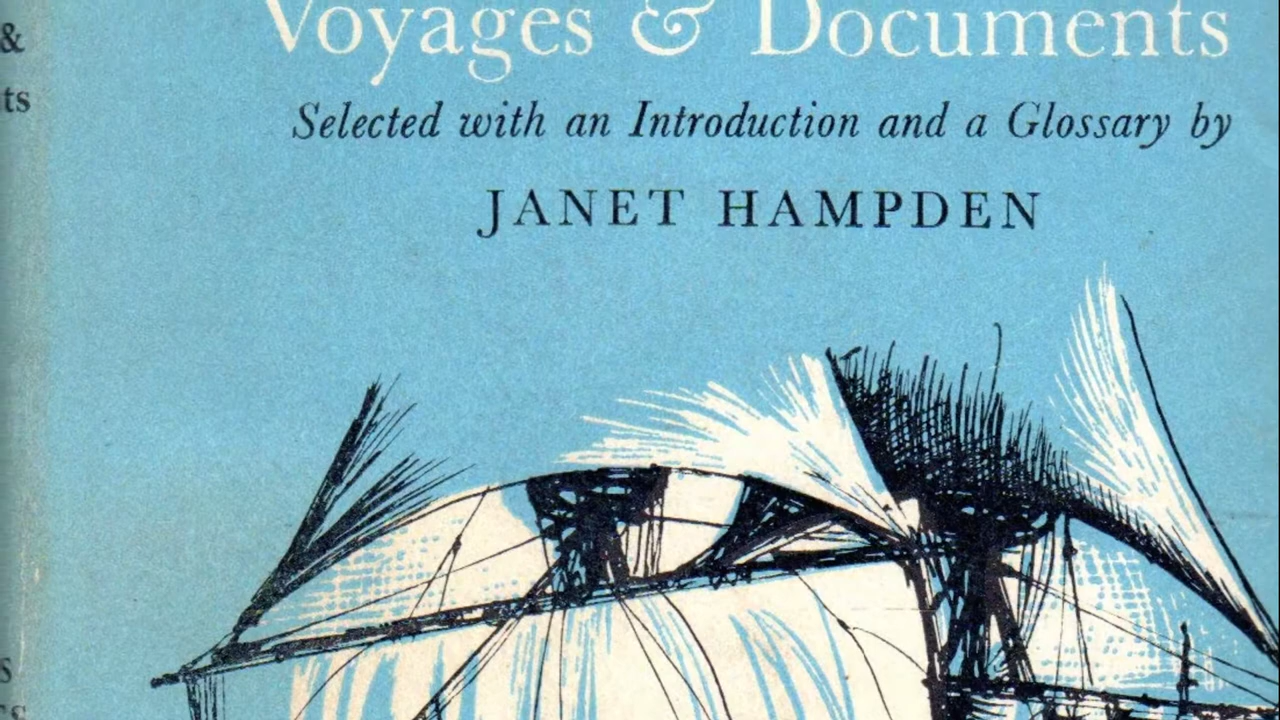 Voyages & Documents
Selected with an Introduction and a Glossary by
JANET HAMPDEN
&
ts
s